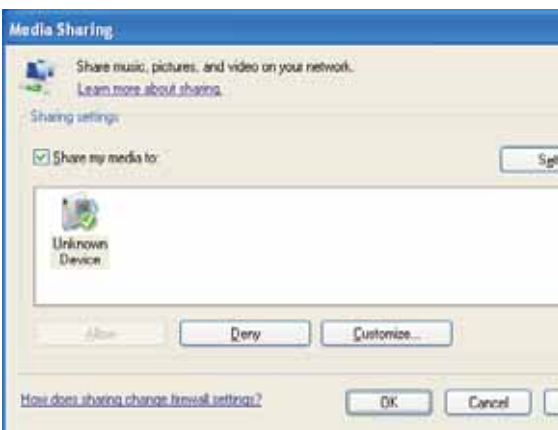 Media Sharing
Share music, pictures, and video on your network.
Learn more about sharing.
Sharing settings
Share my media to:
Unknown
Device
Allow
Deny
Customize...
How does sharing change firewall settings?
OK
Cancel